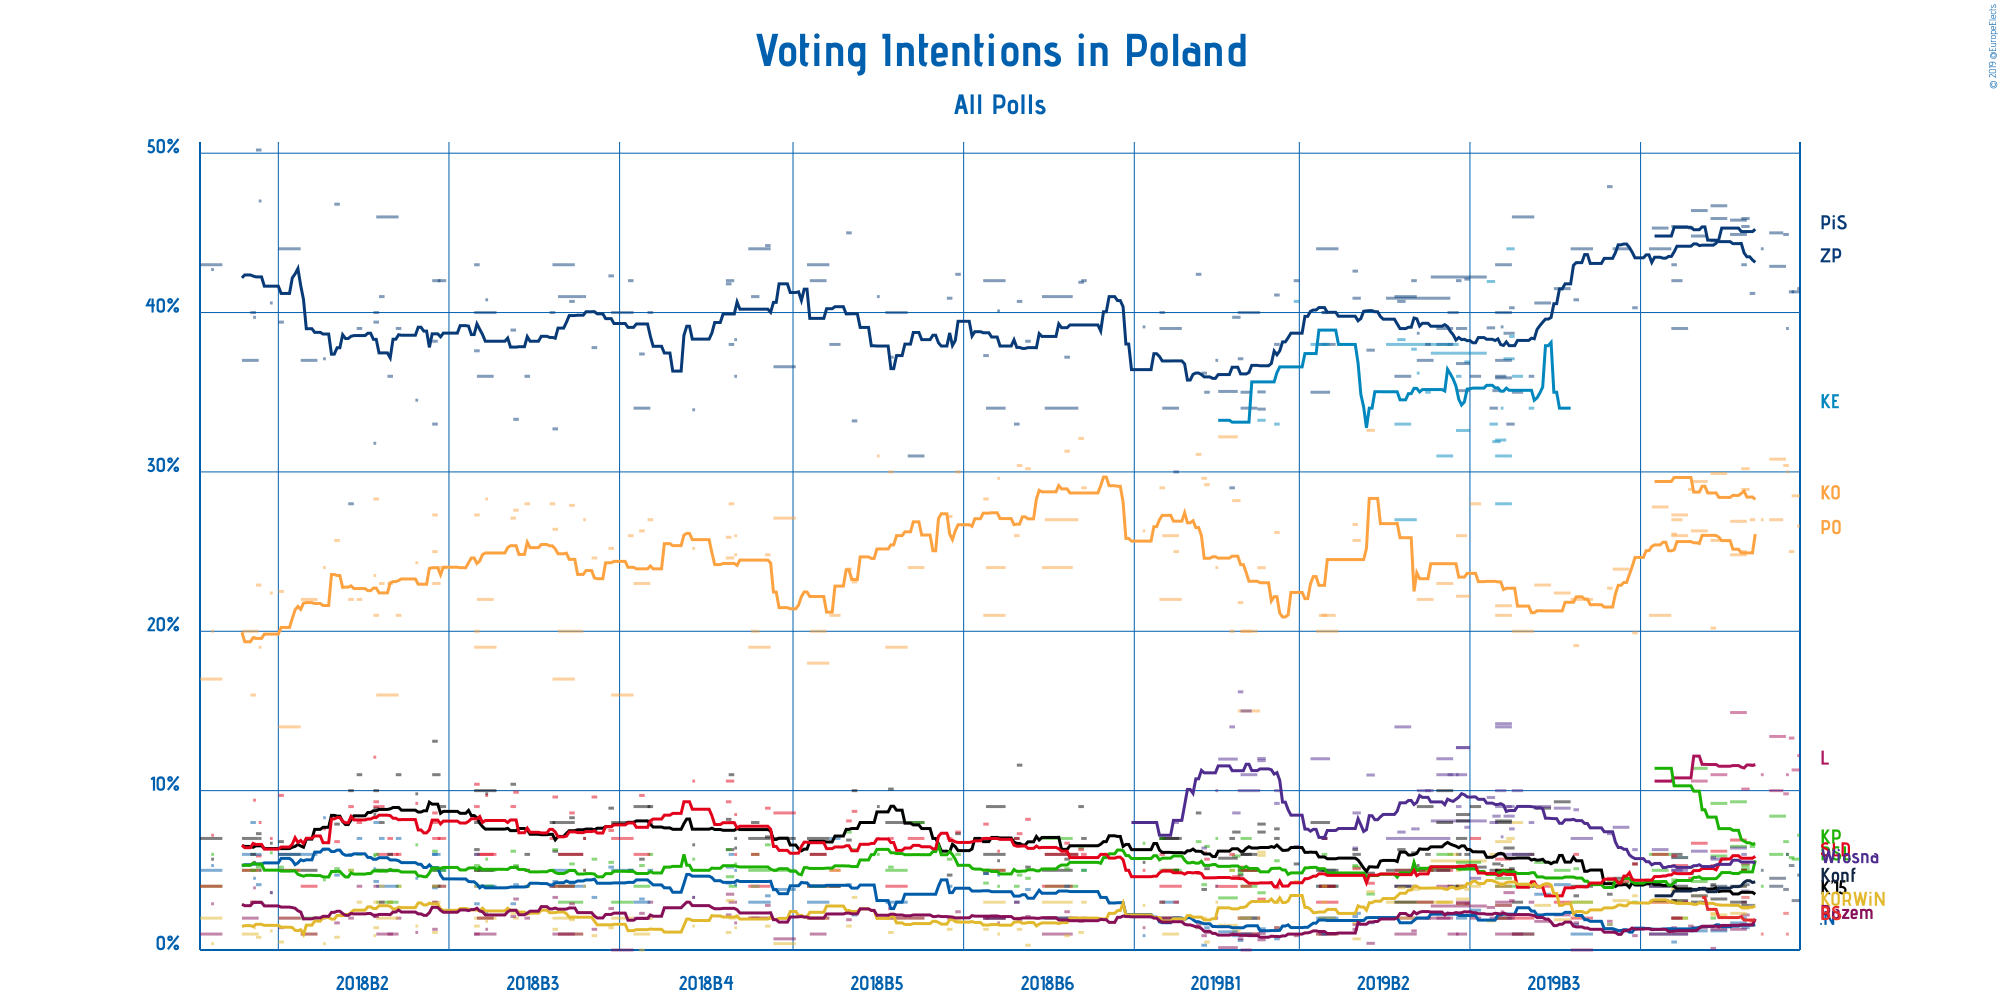 © 2019 @EuropeElects
Voting Intentions in Poland
All Polls
50%
40%
30%
20%
10%
0%
PiS
ZP
KE
KO
PO
L
KP
SLD
Wiosna
Konf
K'15
KORWiN
Razem
.N
2018B2
2018B3
2018B4
2018B5
2018B6
2019B1
2019B2
2019B3